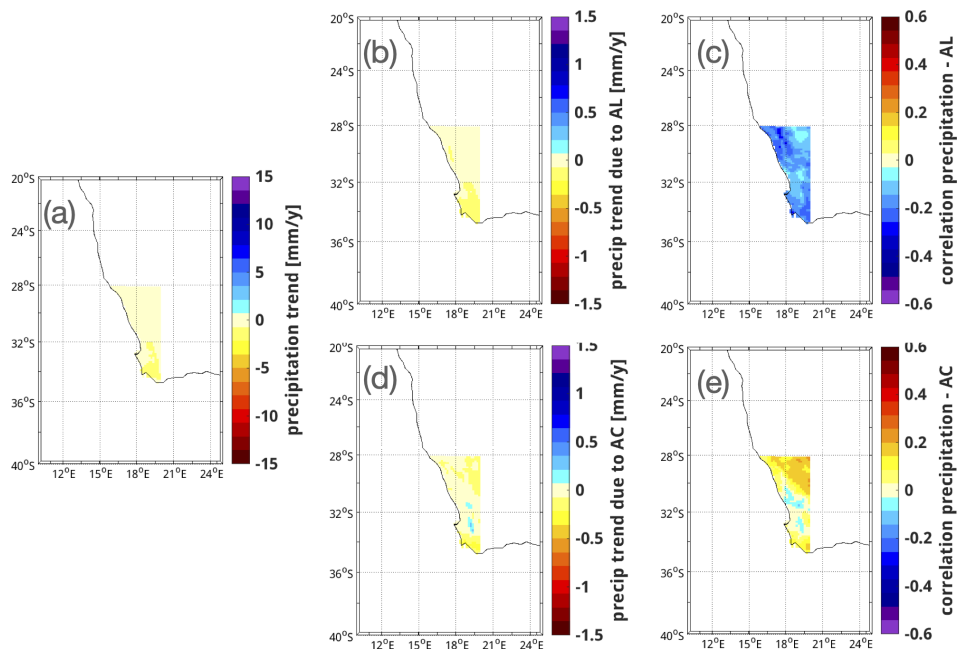 (a)
20°S
24°S
28°S
32°S
36°S
40°S
12°E 15°E 18°E 21°E 24°E
15
10
5
0
-5
-10
-15
precipitation trend [mm/y]
(b)
20°S
24°S
28°S
32°S
36°S
40°S
12°E 15°E 18°E 21°E 24°E
1.5
1
0.5
0
-0.5
-1
-1.5
precip trend due to AL [mm/y]
(c)
20°S
24°S
28°S
32°S
36°S
40°S
12°E 15°E 18°E 21°E 24°E
0.6
0.4
0.2
0
-0.2
-0.4
-0.6
correlation precipitation - AL
(d)
20°S
24°S
28°S
32°S
36°S
40°S
12°E 15°E 18°E 21°E 24°E
1.5
1
0.5
0
-0.5
-1
-1.5
precip trend due to AC [mm/y]
(e)
20°S
24°S
28°S
32°S
36°S
40°S
12°E 15°E 18°E 21°E 24°E
0.6
0.4
0.2
0
-0.2
-0.4
-0.6
correlation precipitation - AC